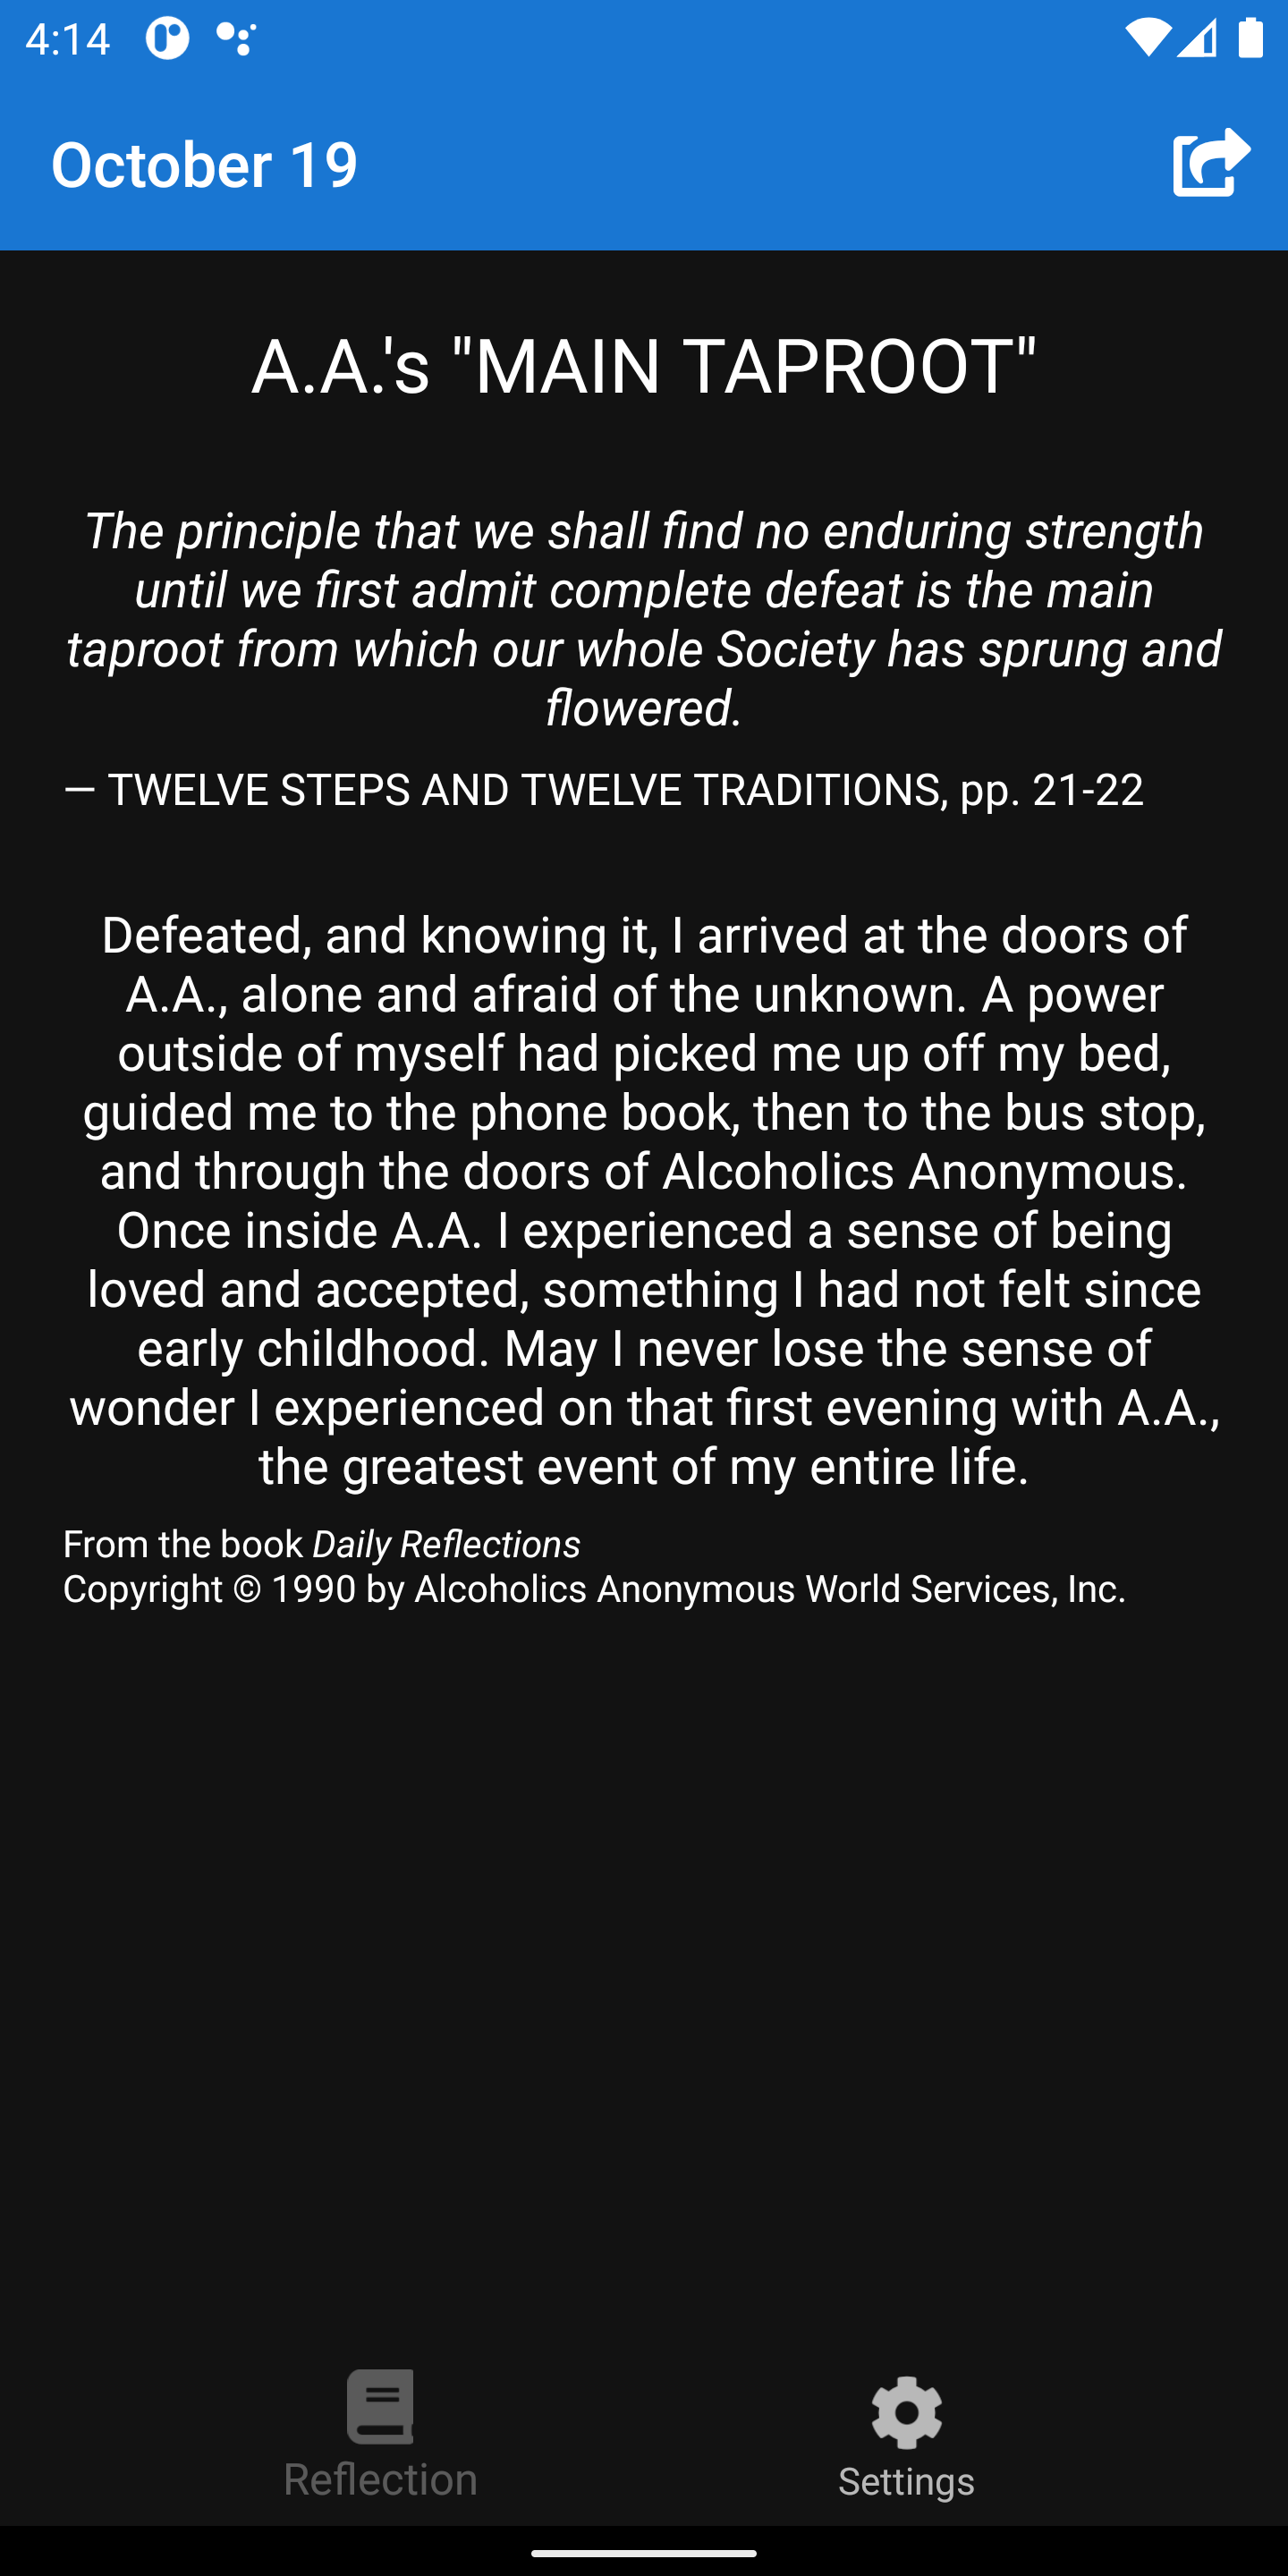 4:14
October 19
A.A.'s "MAIN TAPROOT"
The principle that we shall find no enduring strength
until we first admit complete defeat is the main
taproot from which our whole Society has sprung and
flowered.
— TWELVE STEPS AND TWELVE TRADITIONS, pp. 21-22
Defeated, and knowing it, I arrived at the doors of
A.A., alone and afraid of the unknown. A power
outside of myself had picked me up off my bed,
guided me to the phone book, then to the bus stop,
and through the doors of Alcoholics Anonymous.
Once inside A.A. I experienced a sense of being
loved and accepted, something I had not felt since
early childhood. May I never lose the sense of
wonder I experienced on that first evening with A.A.,
the greatest event of my entire life.
From the book Daily Reflections
Copyright © 1990 by Alcoholics Anonymous World Services, Inc.
Reflection
Settings